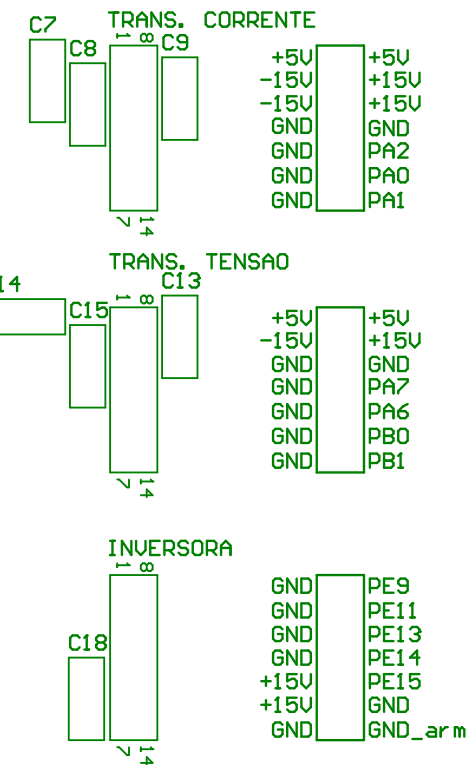 TRANS. CORRENTE
C7
C8
1 8
C9
+5V +5V
-15V +15V
-15V +15V
GND GND
GND PA2
GND PA0
GND PA1
7 14
TRANS. TENSAO
14
C15
1 8
C13
+5V +5V
-15V +15V
GND GND
GND PA7
GND PA6
GND PB0
GND PB1
7 14
INVERSORA
1 8
C18
GND PE9
GND PE11
GND PE13
GND PE14
+15V PE15
+15V GND
GND GND_arm
7 14